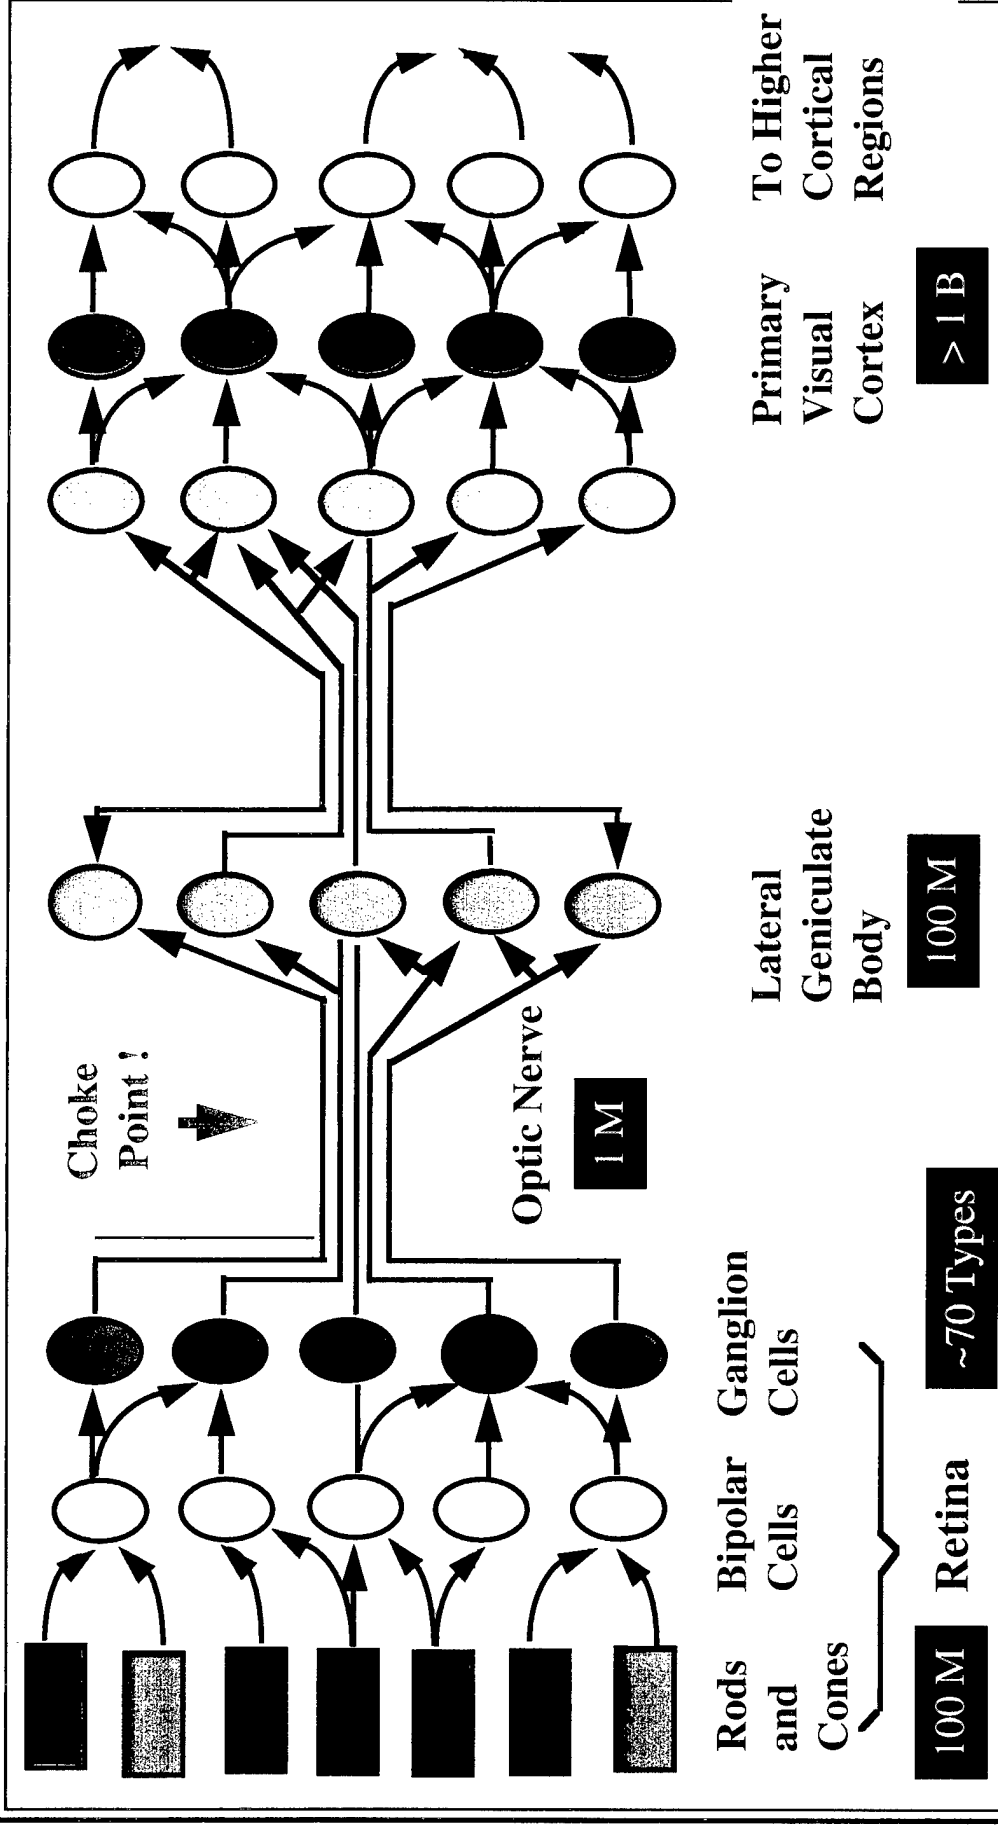 Choke
Point !
Optic Nerve
1 M
Rods
and
Cones
Bipolar
Cells
Ganglion
Cells
Lateral
Geniculate
Body
Primary
Visual
Cortex
To Higher
Cortical
Regions
100 M
Retina
~70 Types
100 M
> 1 B